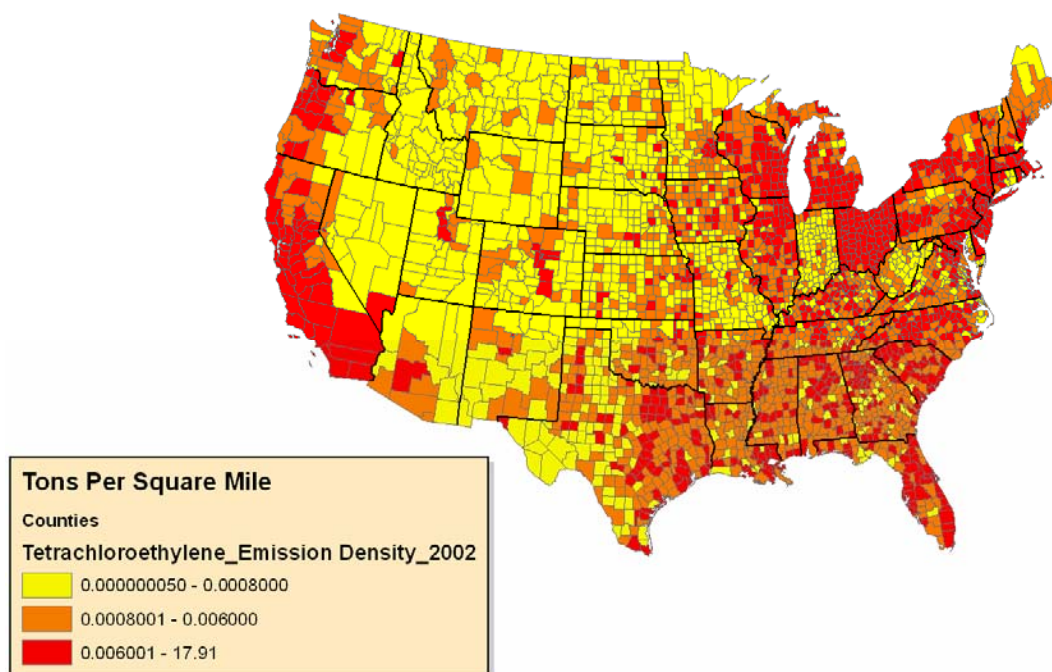 Tons Per Square Mile
Counties
Tetrachloroethylene_Emission Density_2002
0.000000050 - 0.0008000
0.0008001 - 0.006000
0.006001 - 17.91